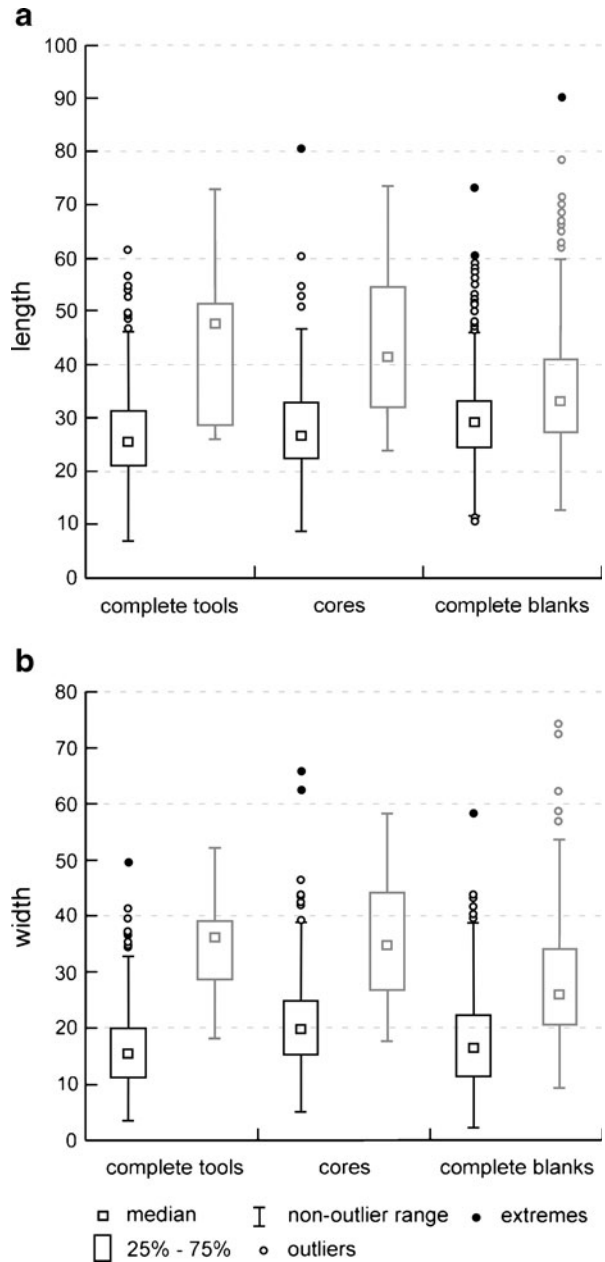 a
100
90
80
70
60
50
40
30
20
10
0
length
complete tools cores complete blanks
b
80
70
60
50
40
30
20
10
0
width
complete tools cores complete blanks
median non-outlier range extremes
25% - 75% outliers